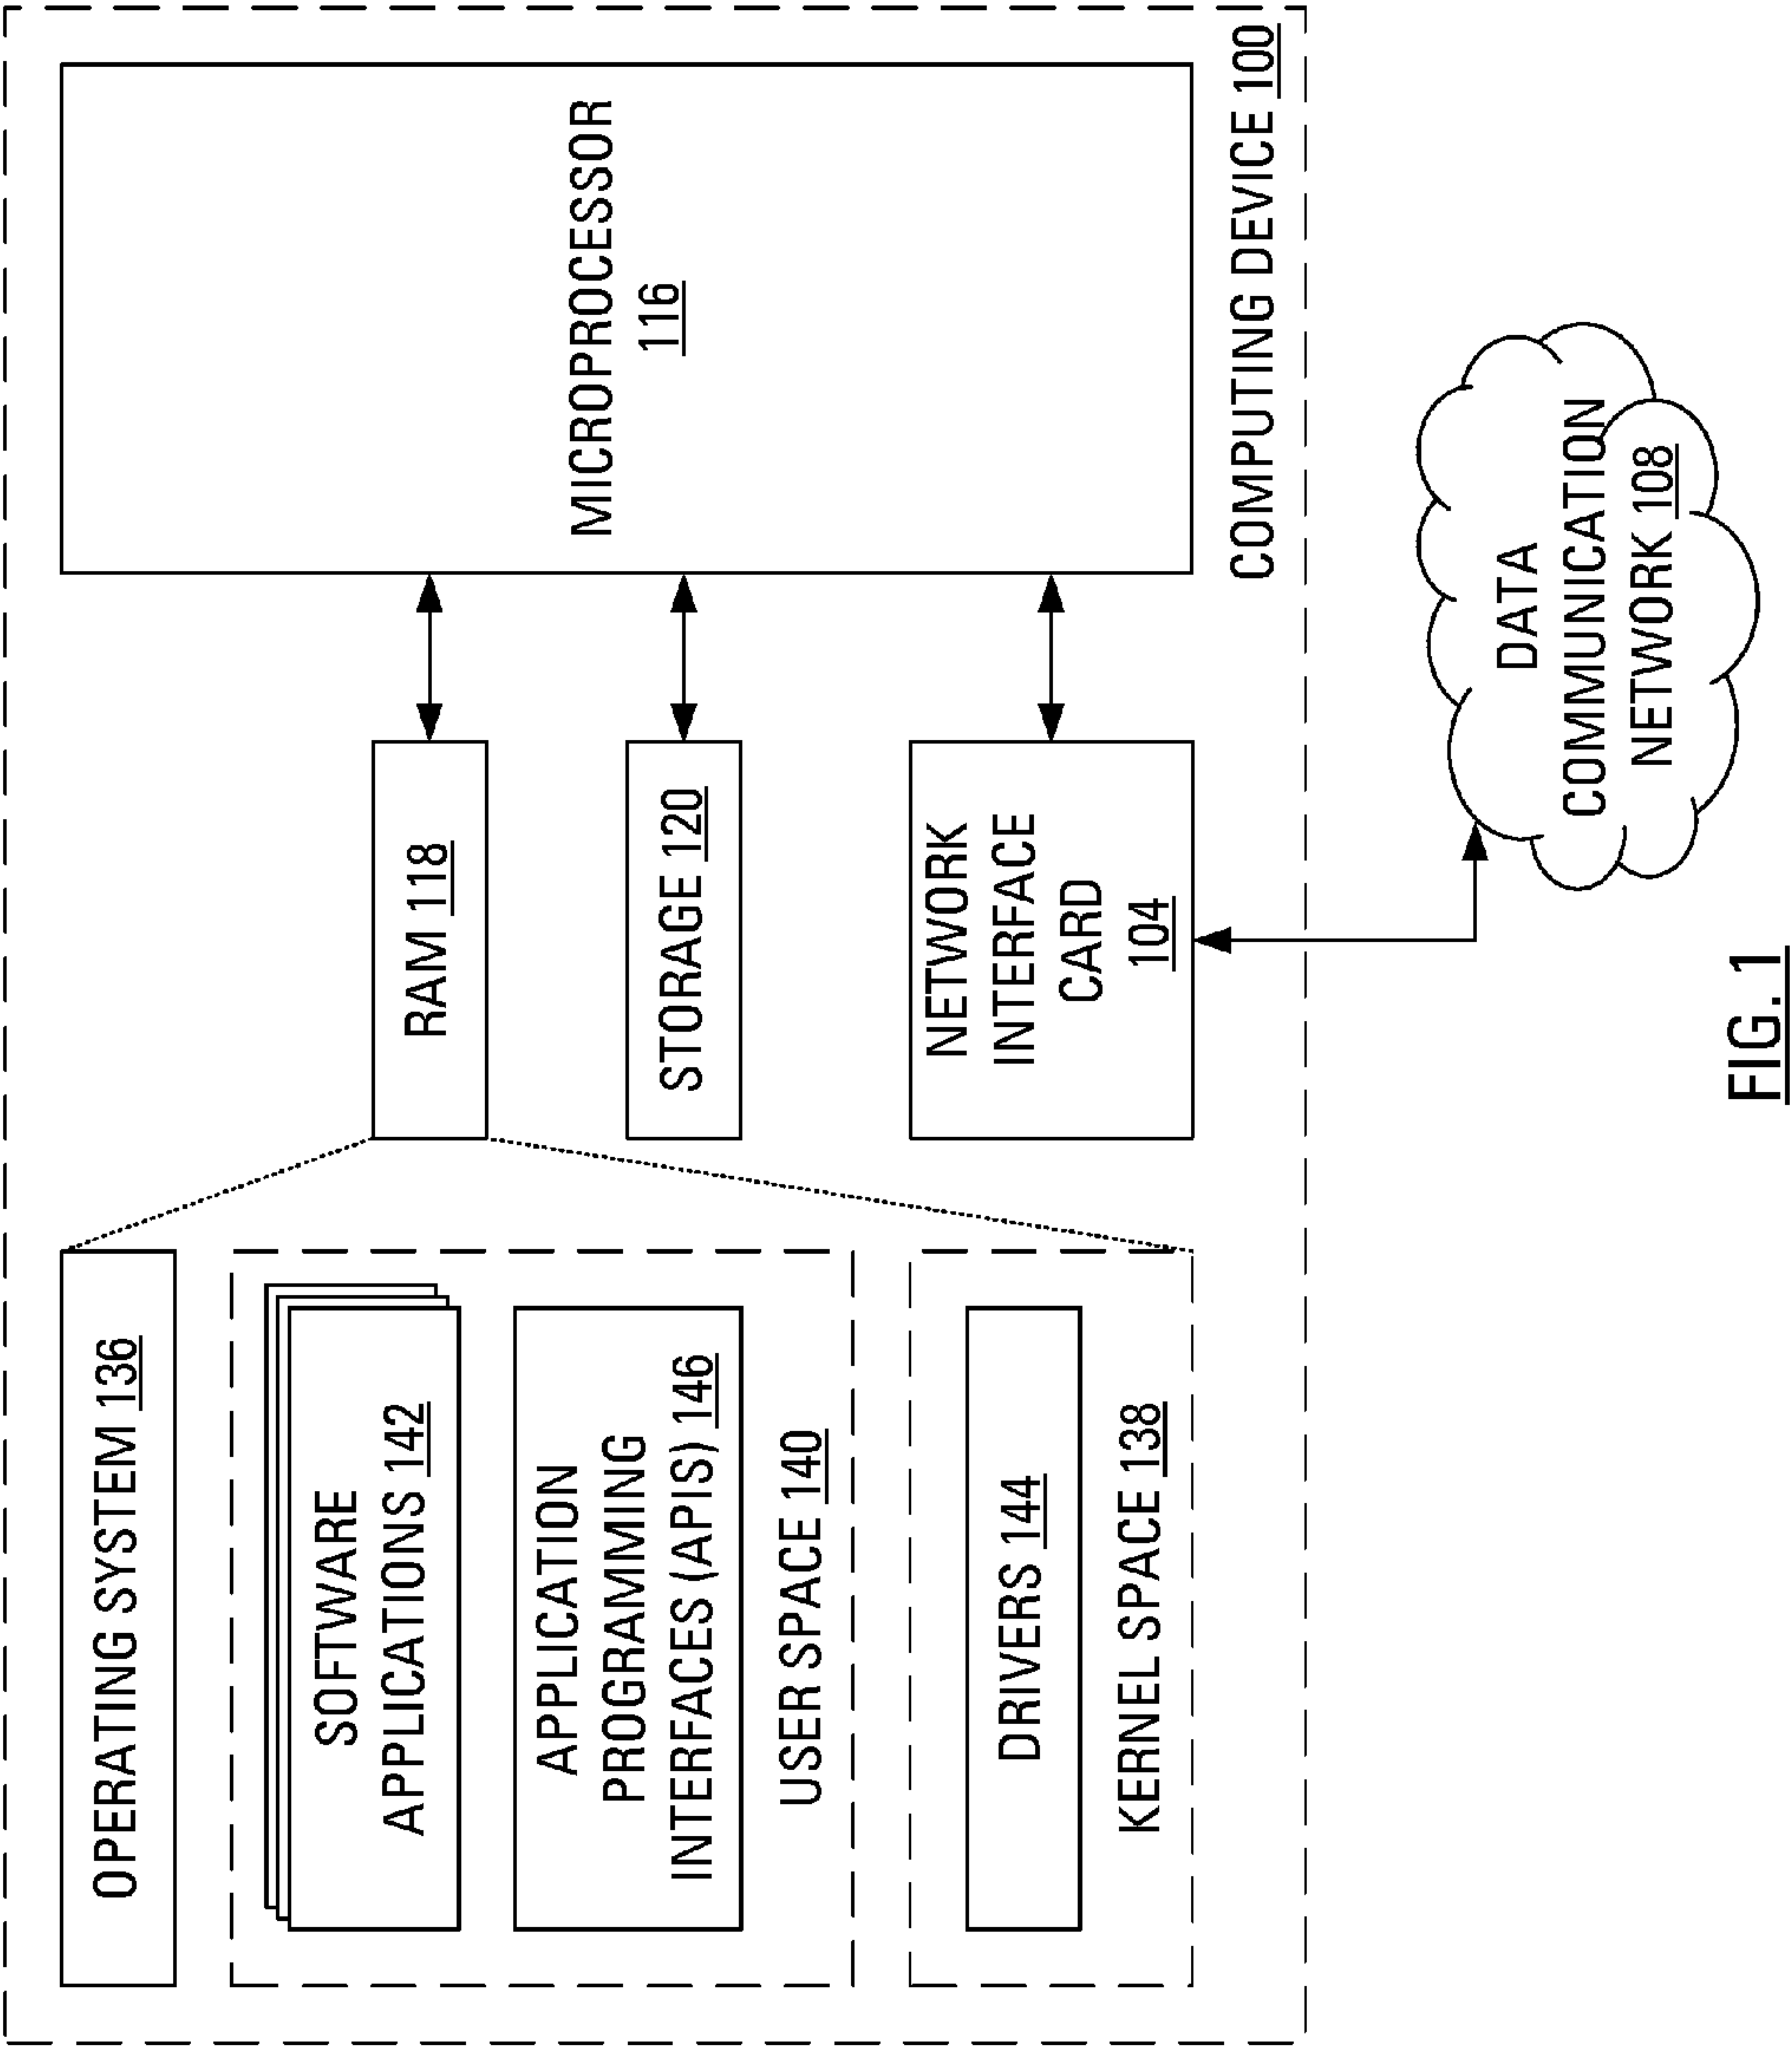 OPERATING SYSTEM 136
SOFTWARE
APPLICATIONS 142
APPLICATION
PROGRAMMING
INTERFACES (APIS) 146
USER SPACE 140
DRIVERS 144
KERNEL SPACE 138
RAM 118
STORAGE 120
NETWORK
INTERFACE
CARD
104
MICROPROCESSOR
116
COMPUTING DEVICE 100
DATA
COMMUNICATION
NETWORK 108
FIG. 1